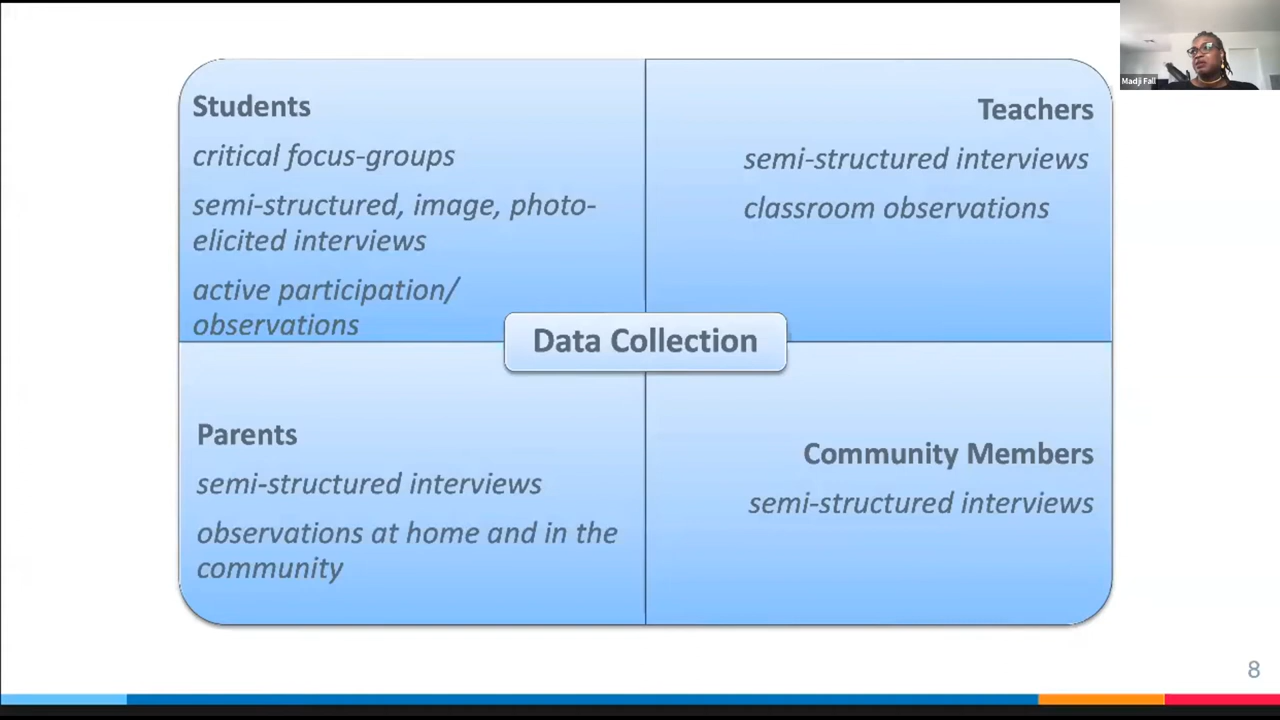 Students
critical focus-groups
semi-structured, image, photo-
elicited interviews
active participation/
observations
Teachers
semi-structured interviews
classroom observations
Data Collection
Parents
semi-structured interviews
observations at home and in the
community
Community Members
semi-structured interviews
8
Madji Fall